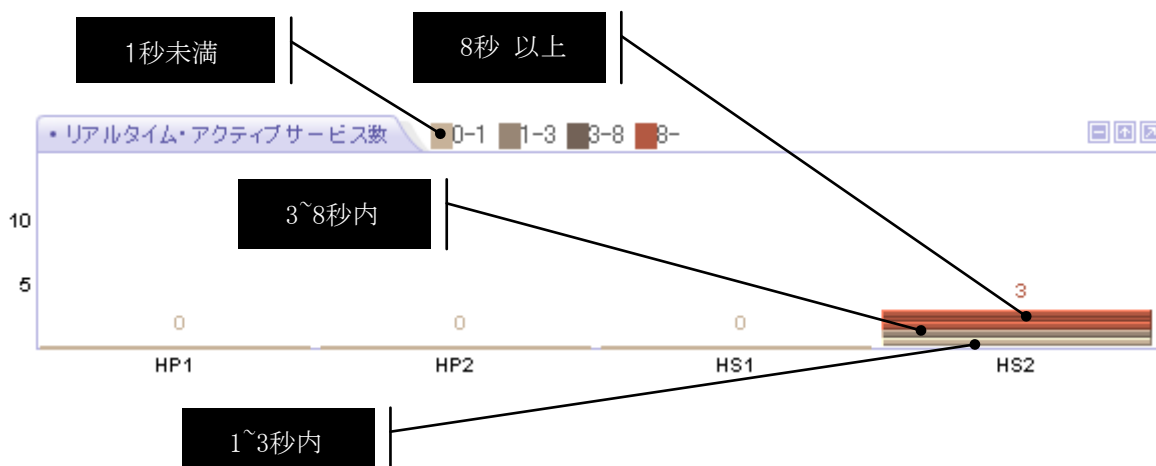 1秒未満
8秒 以上
・リアルタイム・アクティブサービス数
0-1 1-3 3-8 8-
3~8秒内
10
5
3
0 0 0
HP1 HP2 HS1 HS2
1~3秒内